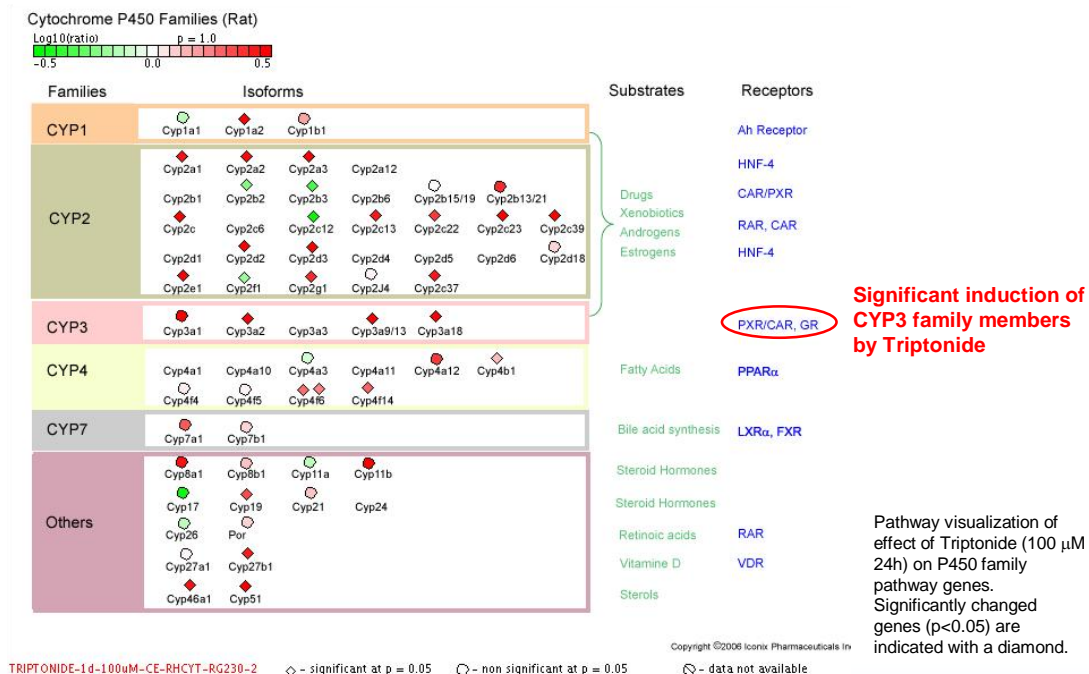 Cytochrome P450 Families (Rat)
Log10(ratio) p = 1.0
-0.5 0.0 0.5
Families Isoforms Substrates Receptors
CYP1
Cyp1a1 Cyp1a2 Cyp1b1
Ah Receptor
CYP2
Cyp2a1 Cyp2a2 Cyp2a3 Cyp2a12
Cyp2b1 Cyp2b2 Cyp2b3 Cyp2b6 Cyp2b15/19 Cyp2b13/21
Cyp2c Cyp2c6 Cyp2c12 Cyp2c13 Cyp2c22 Cyp2c23 Cyp2c39
Cyp2d1 Cyp2d2 Cyp2d3 Cyp2d4 Cyp2d5 Cyp2d6 Cyp2d18
Cyp2e1 Cyp2f1 Cyp2g1 Cyp2J4 Cyp2c37
Drugs
Xenobiotics
Androgens
Estrogens
HNF-4
CAR/PXR
RAR, CAR
HNF-4
CYP3
Cyp3a1 Cyp3a2 Cyp3a3 Cyp3a9/13 Cyp3a18
PXR/CAR, GR
Significant induction of
CYP3 family members
by Triptonide
CYP4
Cyp4a1 Cyp4a10 Cyp4a3 Cyp4a11 Cyp4a12 Cyp4b1
Cyp4f4 Cyp4f5 Cyp4f6 Cyp4f14
Fatty Acids
PPARα
CYP7
Cyp7a1 Cyp7b1
Bile acid synthesis
LXRα, FXR
Others
Cyp8a1 Cyp8b1 Cyp11a Cyp11b
Cyp17 Cyp19 Cyp21 Cyp24
Cyp26 Por
Cyp27a1 Cyp27b1
Cyp46a1 Cyp51
Steroid Hormones
Steroid Hormones
Retinoic acids
Vitamine D
Sterols
RAR
VDR
Pathway visualization of
effect of Triptonide (100 µM
24h) on P450 family
pathway genes.
Significantly changed
genes (p<0.05) are
indicated with a diamond.
Copyright ©2006 Iconix Pharmaceuticals In
TRIPTONIDE-1d-100uM-CE-RHCYT-RG230-2 - significant at p = 0.05 - non significant at p = 0.05 - data not available